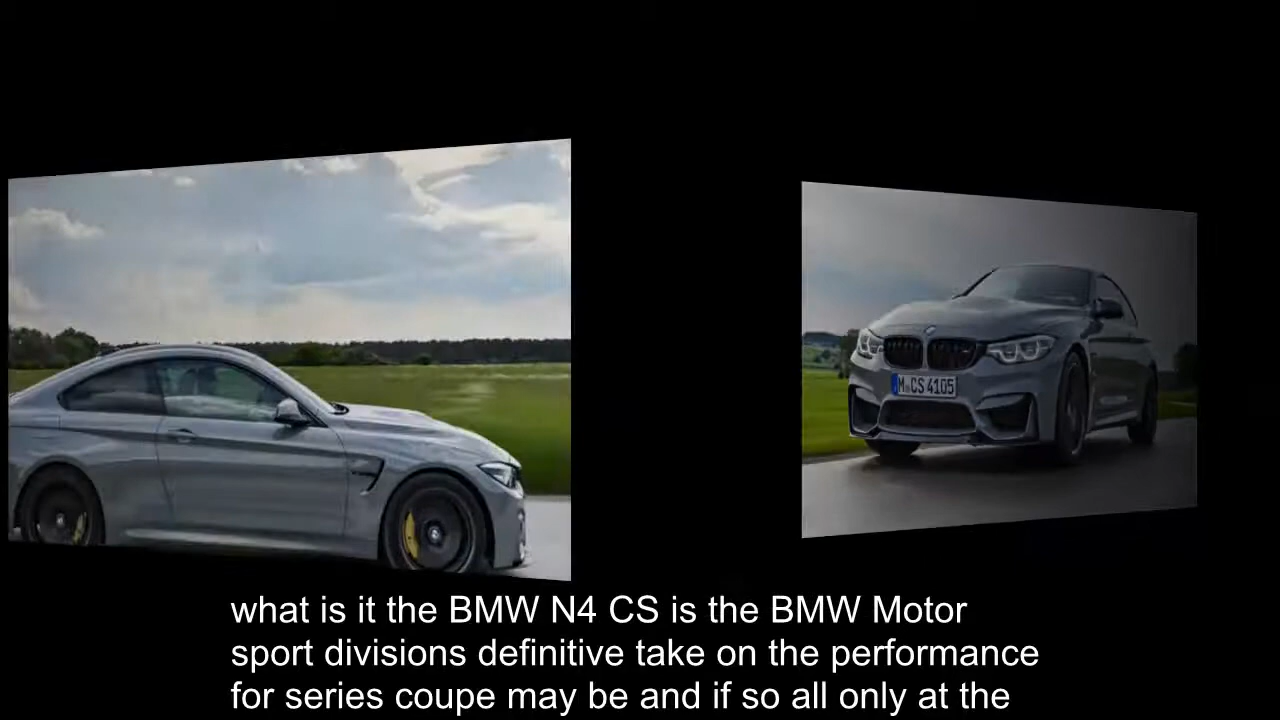 M CS 4105
what is it the BMW N4 CS is the BMW Motor
sport divisions definitive take on the performance
for series coupe may be and if so all only at the